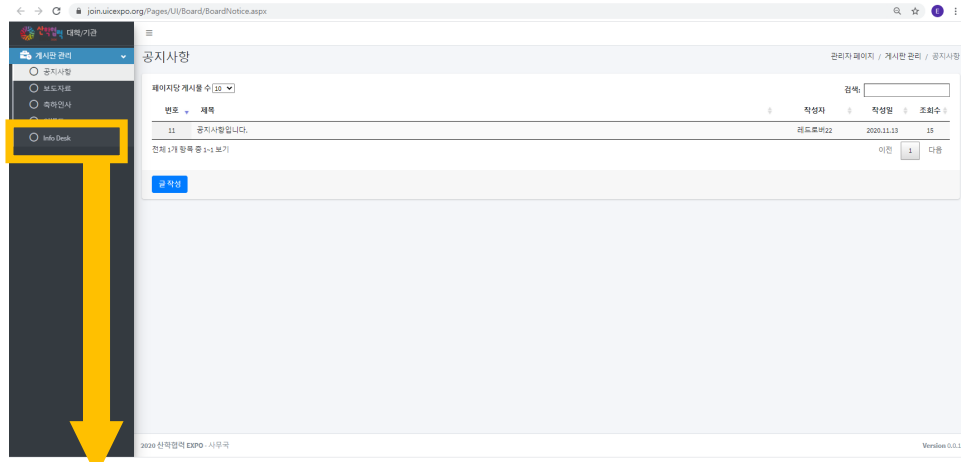 join.uicexpo.org/Pages/UI/Board/BoardNotice.aspx
E
산학협력 대학/기관
게시판 관리
공지사항
보도자료
축하인사
Info Desk
공지사항
관리자 페이지 / 게시판 관리 / 공지사항
페이지당 게시물 수 10
검색:
번호 제목 작성자 작성일 조회수
11 공지사항입니다. 레드로버22 2020.11.13 15
전체 1개 항목 중 1~1 보기
이전 1 다음
글 작성
2020 산학협력 EXPO - 사무국
Version 0.0.1